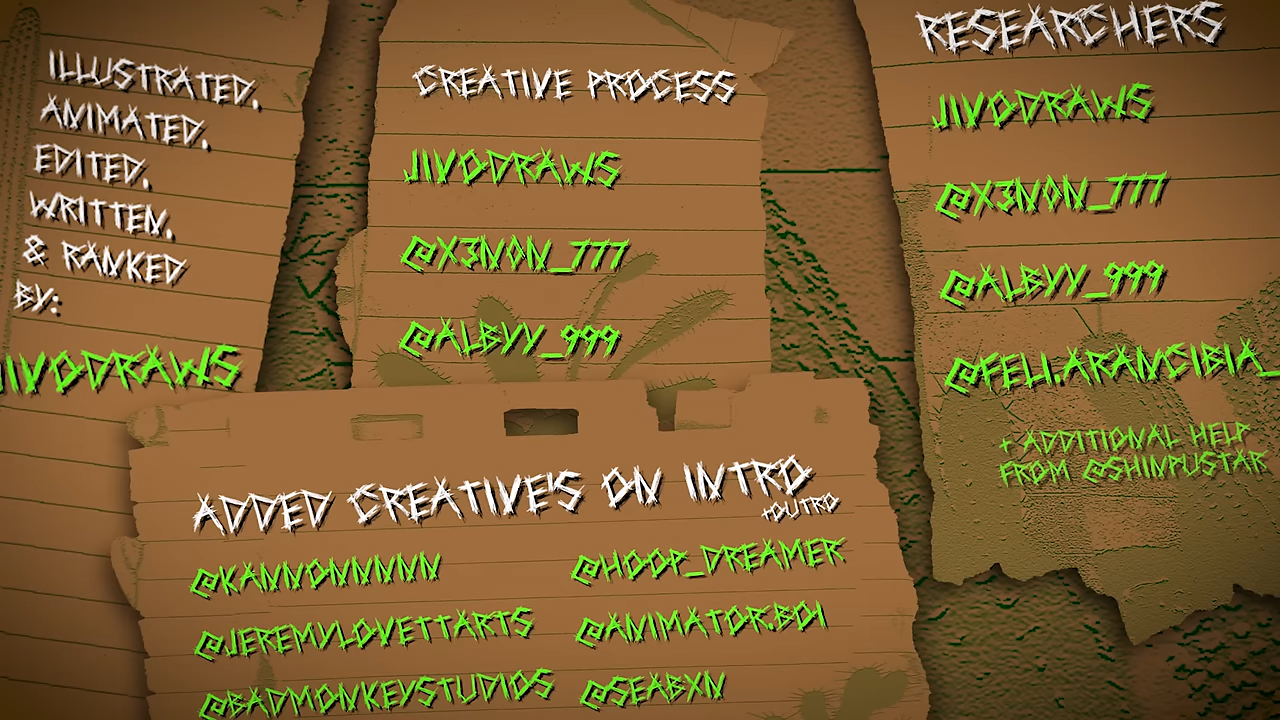 ILLUSTRATED,
ANIMATED,
EDITED,
WRITTEN,
& RANKED
BY:
JIVODRAWS
CREATIVE PROCESS
JIVODRAWS
@X3NON_777
@ALBYY_999
RESEARCHERS
JIVODRAWS
@X3NON_777
@ALBYY_999
@FELI.ARANCIBIA_
+ ADDITIONAL HELP
FROM @SHINPUSTAR
ADDED CREATIVE'S ON INTRO
+OUTRO
@KANNONNNNN
@HOOP_DREAMER
@JEREMYLOVETTARTS
@ANIMATOR.BOI
@BADMONKEYSTUDIOS
@SEABXN